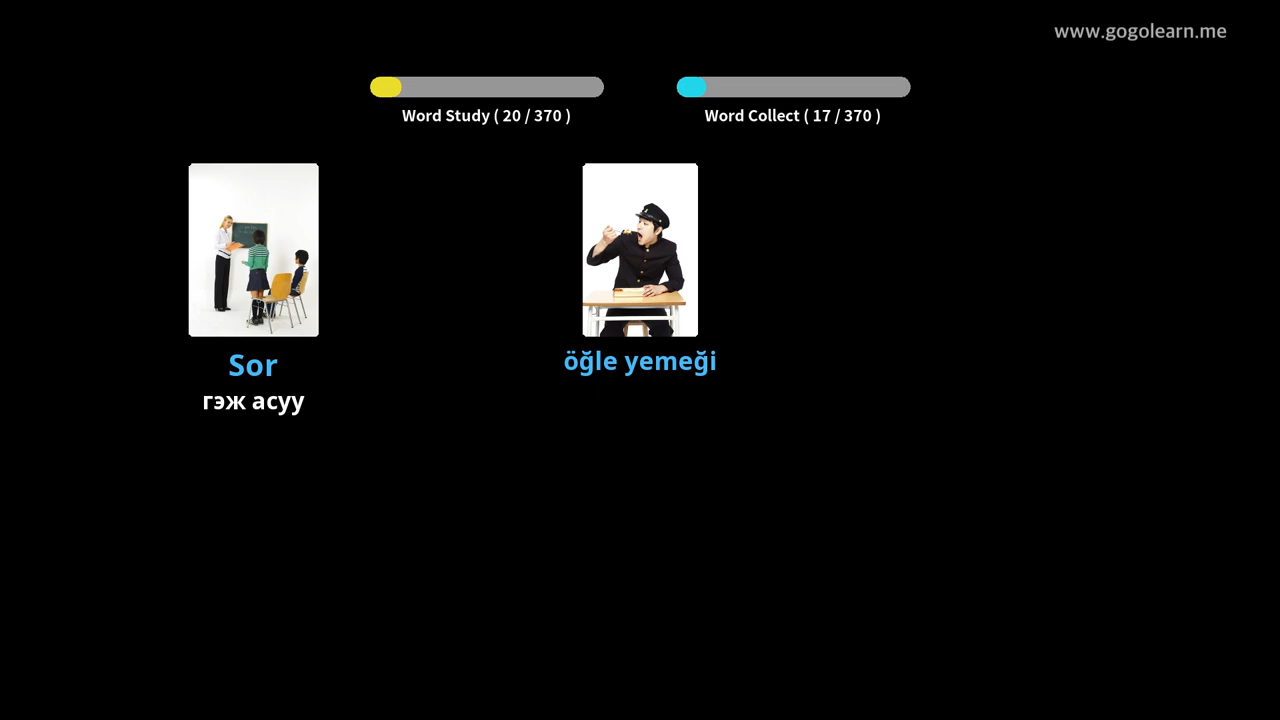 www.gogolearn.me
Word Study ( 20 / 370 )
Word Collect ( 17 / 370 )
Sor
гэж асуу
öğle yemeği